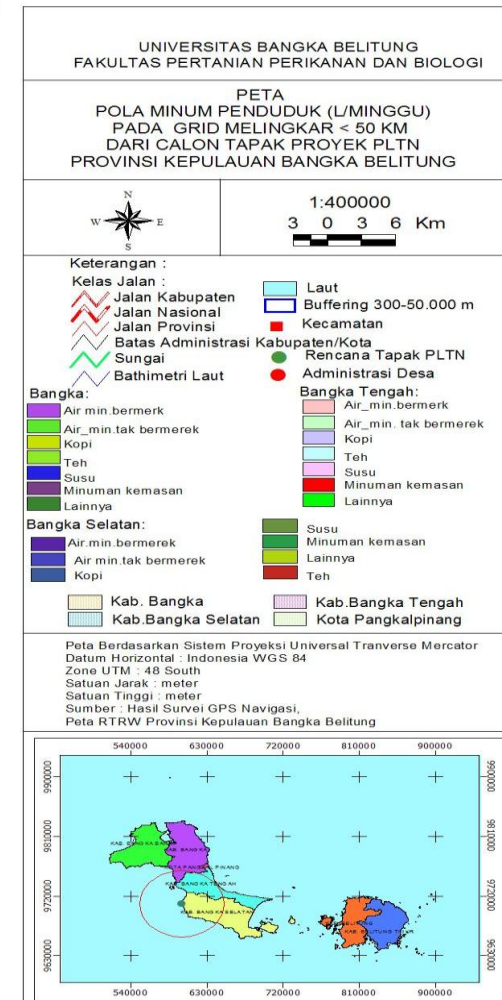 UNIVERSITAS BANGKA BELITUNG
FAKULTAS PERTANIAN PERIKANAN DAN BIOLOGI
PETA
POLA MINUM PENDUDUK (L/MINGGU)
PADA GRID MELINGKAR < 50 KM
DARI CALON TAPAK PROYEK PLTN
PROVINSI KEPULAUAN BANGKA BELITUNG
N
W E
S
1:400000
3 0 3 6 Km
Keterangan :
Kelas Jalan :
Jalan Kabupaten
Jalan Nasional
Jalan Provinsi
Batas Administrasi Kabupaten/Kota
Sungai
Bathimetri Laut
Laut
Buffering 300-50.000 m
Kecamatan
Rencana Tapak PLTN
Administrasi Desa
Bangka:
Air min.bermerk
Air_min.tak bermerek
Kopi
Teh
Susu
Minuman kemasan
Lainnya
Bangka Tengah:
Air_min.bermerk
Air_min. tak bermerek
Kopi
Teh
Susu
Minuman kemasan
Lainnya
Bangka Selatan:
Air.min.bermerek
Air min.tak bermerek
Kopi
Susu
Minuman kemasan
Lainnya
Teh
Kab. Bangka
Kab.Bangka Selatan
Kab.Bangka Tengah
Kota Pangkalpinang
Peta Berdasarkan Sistem Proyeksi Universal Tranverse Mercator
Datum Horizontal : Indonesia WGS 84
Zone UTM : 48 South
Satuan Jarak : meter
Satuan Tinggi : meter
Sumber : Hasil Survei GPS Navigasi,
Peta RTRW Provinsi Kepulauan Bangka Belitung
540000 630000 720000 810000 900000
9900000 9900000
9810000 9810000
KAB. BANGKA
KAB. BANGKA TENGAH
9720000 9720000
KAB. BANGKA SELATAN
9630000 9630000
540000 630000 720000 810000 900000